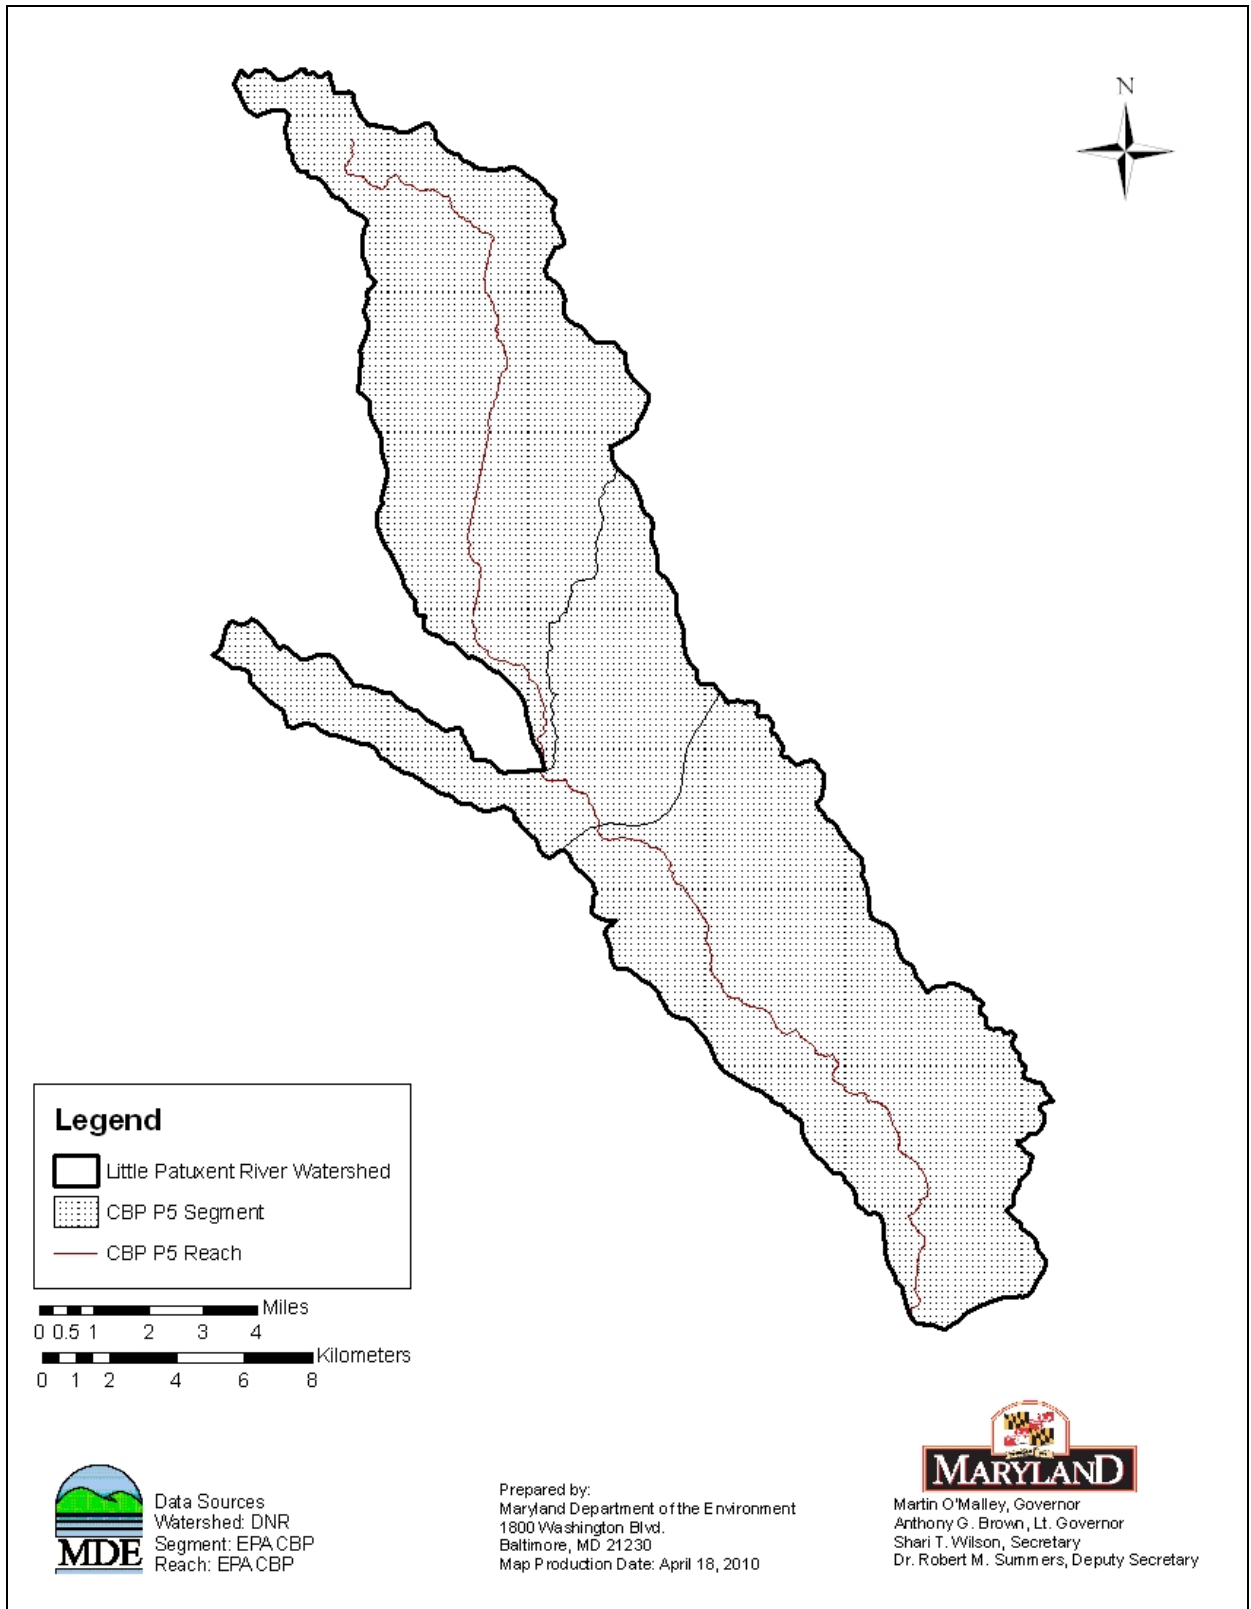 N
Legend
Little Patuxent River Watershed
CBP P5 Segment
CBP P5 Reach
Miles
0 0.5 1 2 3 4
Kilometers
0 1 2 4 6 8
MDE
Data Sources
Watershed: DNR
Segment: EPA CBP
Reach: EPA CBP
Prepared by:
Maryland Department of the Environment
1800 Washington Blvd.
Baltimore, MD 21230
Map Production Date: April 18, 2010
MARYLAND
Martin O'Malley, Governor
Anthony G. Brown, Lt. Governor
Shari T. Wilson, Secretary
Dr. Robert M. Summers, Deputy Secretary